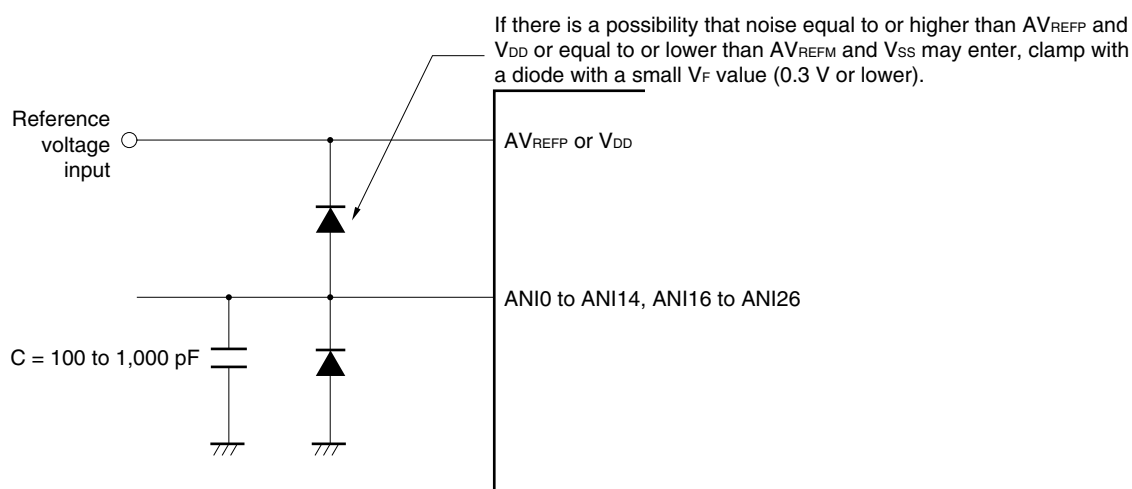 If there is a possibility that noise equal to or higher than AVREFP and
VDD or equal to or lower than AVREFM and VSS may enter, clamp with
a diode with a small VF value (0.3 V or lower).
Reference
voltage
input
AVREFP or VDD
ANI0 to ANI14, ANI16 to ANI26
C = 100 to 1,000 pF